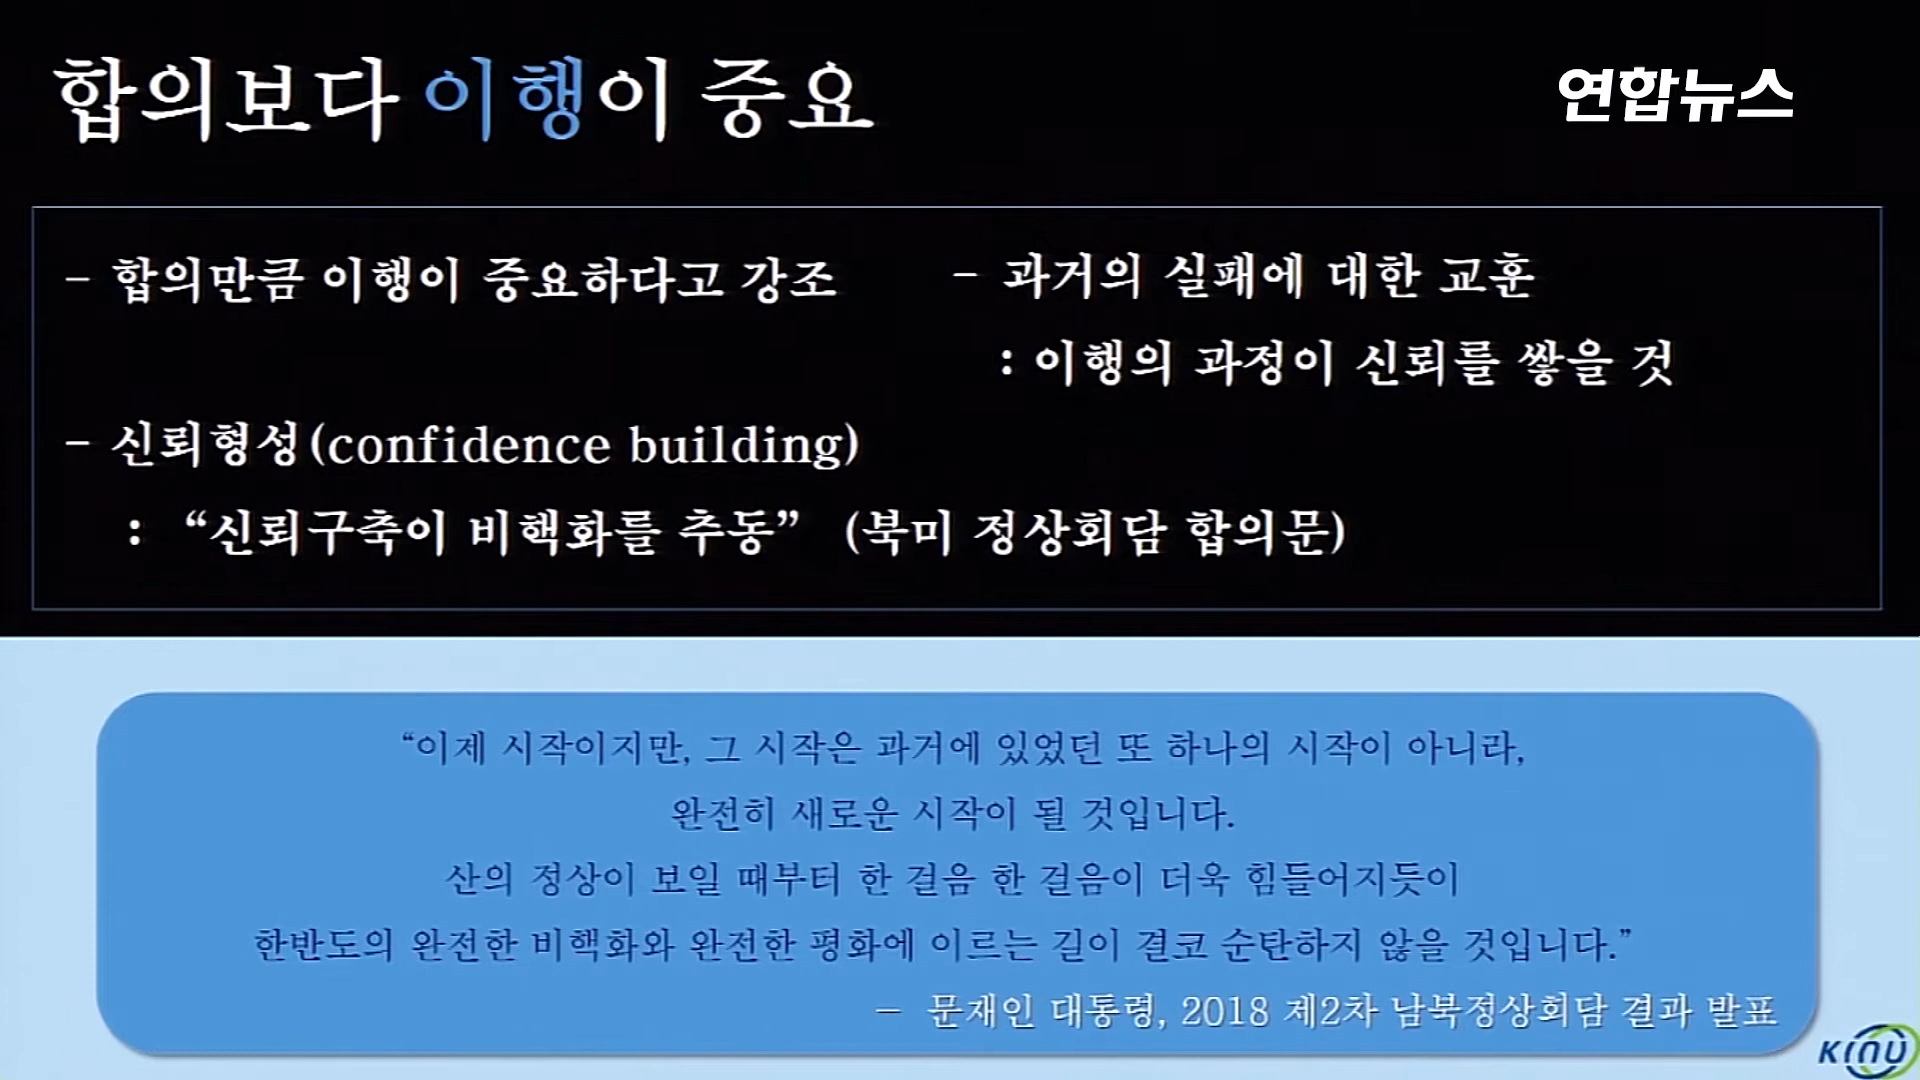 합의보다 이행이 중요
연합뉴스
- 합의만큼 이행이 중요하다고 강조
- 과거의 실패에 대한 교훈
: 이행의 과정이 신뢰를 쌓을 것
- 신뢰형성(confidence building)
: “신뢰구축이 비핵화를 추동” (북미 정상회담 합의문)
“이제 시작이지만, 그 시작은 과거에 있었던 또 하나의 시작이 아니라,
완전히 새로운 시작이 될 것입니다.
산의 정상이 보일 때부터 한 걸음 한 걸음이 더욱 힘들어지듯이
한반도의 완전한 비핵화와 완전한 평화에 이르는 길이 결코 순탄하지 않을 것입니다.”
- 문재인 대통령, 2018 제2차 남북정상회담 결과 발표
KINU